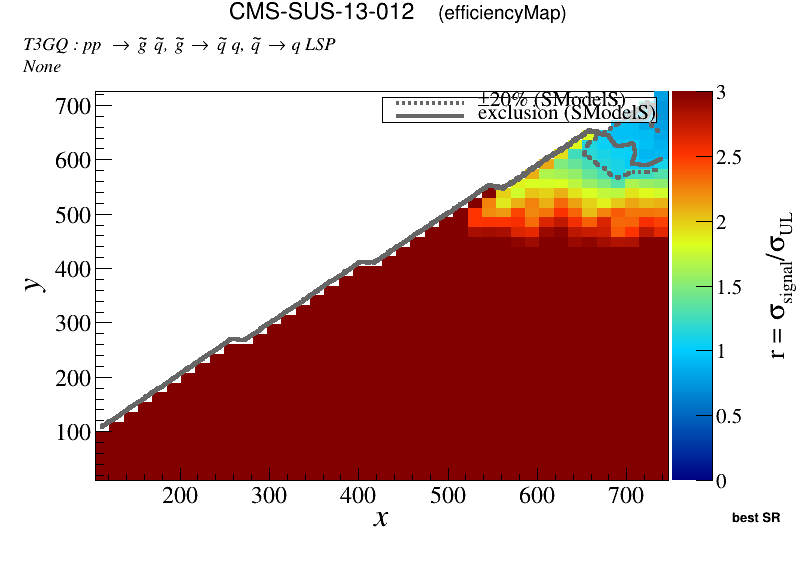 CMS-SUS-13-012 (efficiencyMap)
T3GQ : pp → g̃ q̃, g̃ → q̃ q, q̃ → q LSP
None
±20% (SModelS)
exclusion (SModelS)
700
600
500
400
300
200
100
y
200 300 400 500 600 700
x
3
2.5
2
1.5
1
0.5
0
r = σsignal/σUL
best SR